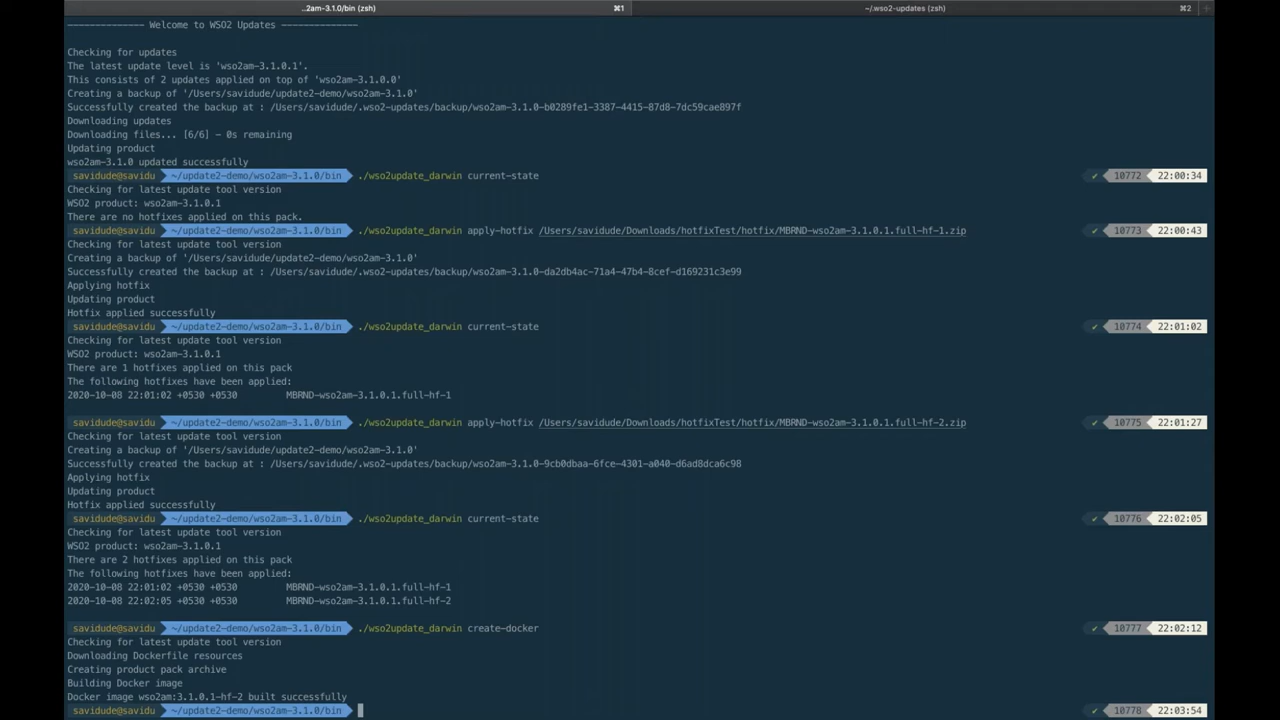 ..2am-3.1.0/bin (zsh) ⌘1 ~/.wso2-updates (zsh) ⌘2 +
-------------- Welcome to WSO2 Updates --------------
Checking for updates
The latest update level is 'wso2am-3.1.0.1'.
This consists of 2 updates applied on top of 'wso2am-3.1.0.0'
Creating a backup of '/Users/savidude/update2-demo/wso2am-3.1.0'
Successfully created the backup at : /Users/savidude/.wso2-updates/backup/wso2am-3.1.0-b0289fe1-3387-4415-87d8-7dc59cae897f
Downloading updates
Downloading files... [6/6] - 0s remaining
Updating product
wso2am-3.1.0 updated successfully
savidude@savidu ~/update2-demo/wso2am-3.1.0/bin ./wso2update_darwin current-state ✔ 10772 22:00:34
Checking for latest update tool version
WSO2 product: wso2am-3.1.0.1
There are no hotfixes applied on this pack.
savidude@savidu ~/update2-demo/wso2am-3.1.0/bin ./wso2update_darwin apply-hotfix /Users/savidude/Downloads/hotfixTest/hotfix/MBRND-wso2am-3.1.0.1.full-hf-1.zip ✔ 10773 22:00:43
Checking for latest update tool version
Creating a backup of '/Users/savidude/update2-demo/wso2am-3.1.0'
Successfully created the backup at : /Users/savidude/.wso2-updates/backup/wso2am-3.1.0-da2db4ac-71a4-47b4-8cef-d169231c3e99
Applying hotfix
Updating product
Hotfix applied successfully
savidude@savidu ~/update2-demo/wso2am-3.1.0/bin ./wso2update_darwin current-state ✔ 10774 22:01:02
Checking for latest update tool version
WSO2 product: wso2am-3.1.0.1
There are 1 hotfixes applied on this pack
The following hotfixes have been applied:
2020-10-08 22:01:02 +0530 +0530 MBRND-wso2am-3.1.0.1.full-hf-1
savidude@savidu ~/update2-demo/wso2am-3.1.0/bin ./wso2update_darwin apply-hotfix /Users/savidude/Downloads/hotfixTest/hotfix/MBRND-wso2am-3.1.0.1.full-hf-2.zip ✔ 10775 22:01:27
Checking for latest update tool version
Creating a backup of '/Users/savidude/update2-demo/wso2am-3.1.0'
Successfully created the backup at : /Users/savidude/.wso2-updates/backup/wso2am-3.1.0-9cb0dbaa-6fce-4301-a040-d6ad8dca6c98
Applying hotfix
Updating product
Hotfix applied successfully
savidude@savidu ~/update2-demo/wso2am-3.1.0/bin ./wso2update_darwin current-state ✔ 10776 22:02:05
Checking for latest update tool version
WSO2 product: wso2am-3.1.0.1
There are 2 hotfixes applied on this pack
The following hotfixes have been applied:
2020-10-08 22:01:02 +0530 +0530 MBRND-wso2am-3.1.0.1.full-hf-1
2020-10-08 22:02:05 +0530 +0530 MBRND-wso2am-3.1.0.1.full-hf-2
savidude@savidu ~/update2-demo/wso2am-3.1.0/bin ./wso2update_darwin create-docker ✔ 10777 22:02:12
Checking for latest update tool version
Downloading Dockerfile resources
Creating product pack archive
Building Docker image
Docker image wso2am:3.1.0.1-hf-2 built successfully
savidude@savidu ~/update2-demo/wso2am-3.1.0/bin ✔ 10778 22:03:54